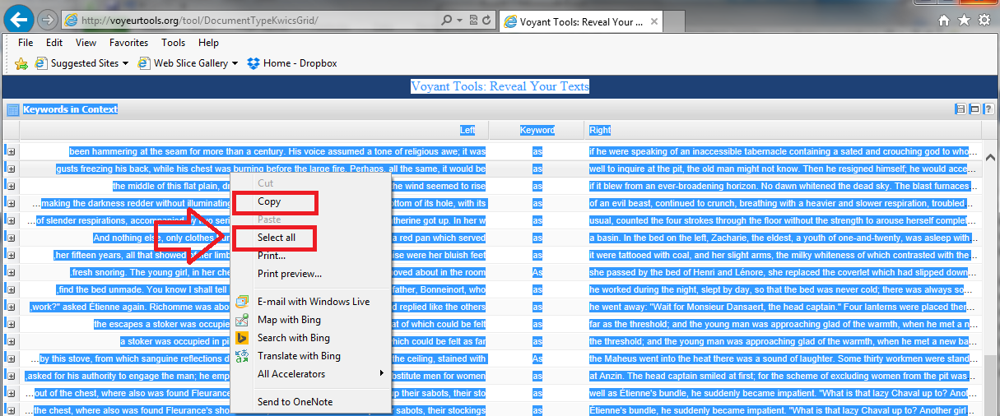 http://voyeurtools.org/tool/DocumentTypeKwicsGrid/ Voyant Tools: Reveal Your ...
File Edit View Favorites Tools Help
Suggested Sites Web Slice Gallery Home - Dropbox
Voyant Tools: Reveal Your Texts
Keywords in Context
Left Keyword Right
been hammering at the seam for more than a century. His voice assumed a tone of religious awe; it was as if he were speaking of an inaccessible tabernacle containing a sated and crouching god to who...
gusts freezing his back, while his chest was burning before the large fire. Perhaps, all the same, it would be as well to inquire at the pit, the old man might not know. Then he resigned himself; he would acce...
the middle of this flat plain, the wind seemed to rise as if it blew from an ever-broadening horizon. No dawn whitened the dead sky. The blast furnaces
...making the darkness redder without illuminating ottom of its hole, with its as of an evil beast, continued to crunch, breathing with a heavier and slower respiration, troubled
...of slender respirations, accompanied by two therine got up. In her w as usual, counted the four strokes through the floor without the strength to arouse herself complet...
And nothing else, only clothes a red pan which served as a basin. In the bed on the left, Zacharie, the eldest, a youth of one-and-twenty, was asleep with
,her fifteen years, all that showed of her limb ise were her bluish feet as it were tattooed with coal, and her slight arms, the milky whiteness of which contrasted with the
,fresh snoring. The young girl, in her che oved about in the room As she passed by the bed of Henri and Lénore, she replaced the coverlet which had slipped down
,find the bed unmade. You know I shall tell father, Bonneinort, who as he worked during the night, slept by day, so that the bed was never cold; there was always so...
,work?" asked Étienne again. Richomme was abou d replied like the others as he went away: "Wait for Monsieur Dansaert, the head captain." Four lanterns were placed ther
the escapes a stoker was occupied at of which could be felt as far as the threshold; and the young man was approaching glad of the warmth, when he met a n
a stoker was occupied in pi which could be felt as far as the threshold; and the young man was approaching glad of the warmth, when he met a new ba...
...by this stove, from which sanguine reflections d the ceiling, stained with As the Maheus went into the heat there was a sound of laughter. Some thirty workmen were stand
,asked for his authority to engage the man; he emp stitute men for women as at Anzin. The head captain smiled at first; for the scheme of excluding women from the pit was
...out of the chest, where also was found Fleurance's up their sabots, their sto as well as Étienne's bundle, he suddenly became impatient. "What is that lazy Chaval up to? Anot...
...the chest, where also was found Fleurance's sho up their sabots, their stockings as Étienne's bundle, he suddenly became impatient. "What is that lazy Chaval up to? Another girl
Cut
Copy
Paste
Select all
Print...
Print preview...
E-mail with Windows Live
Map with Bing
Search with Bing
Translate with Bing
All Accelerators
Send to OneNote